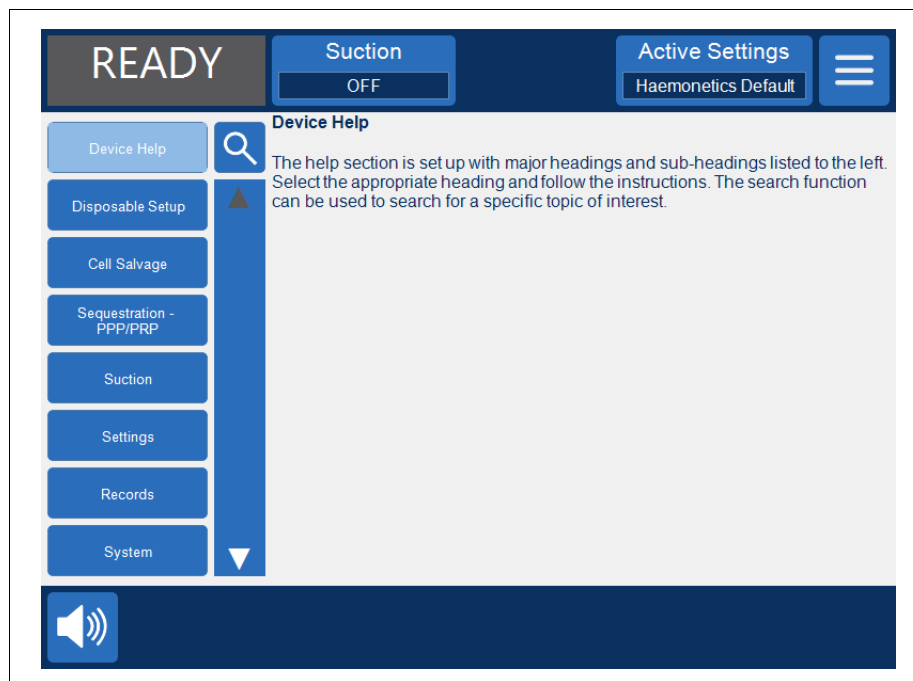 READY
Suction
OFF
Active Settings
Haemonetics Default
Device Help
Disposable Setup
Cell Salvage
Sequestration -
PPP/PRP
Suction
Settings
Records
System
Device Help
The help section is set up with major headings and sub-headings listed to the left.
Select the appropriate heading and follow the instructions. The search function
can be used to search for a specific topic of interest.